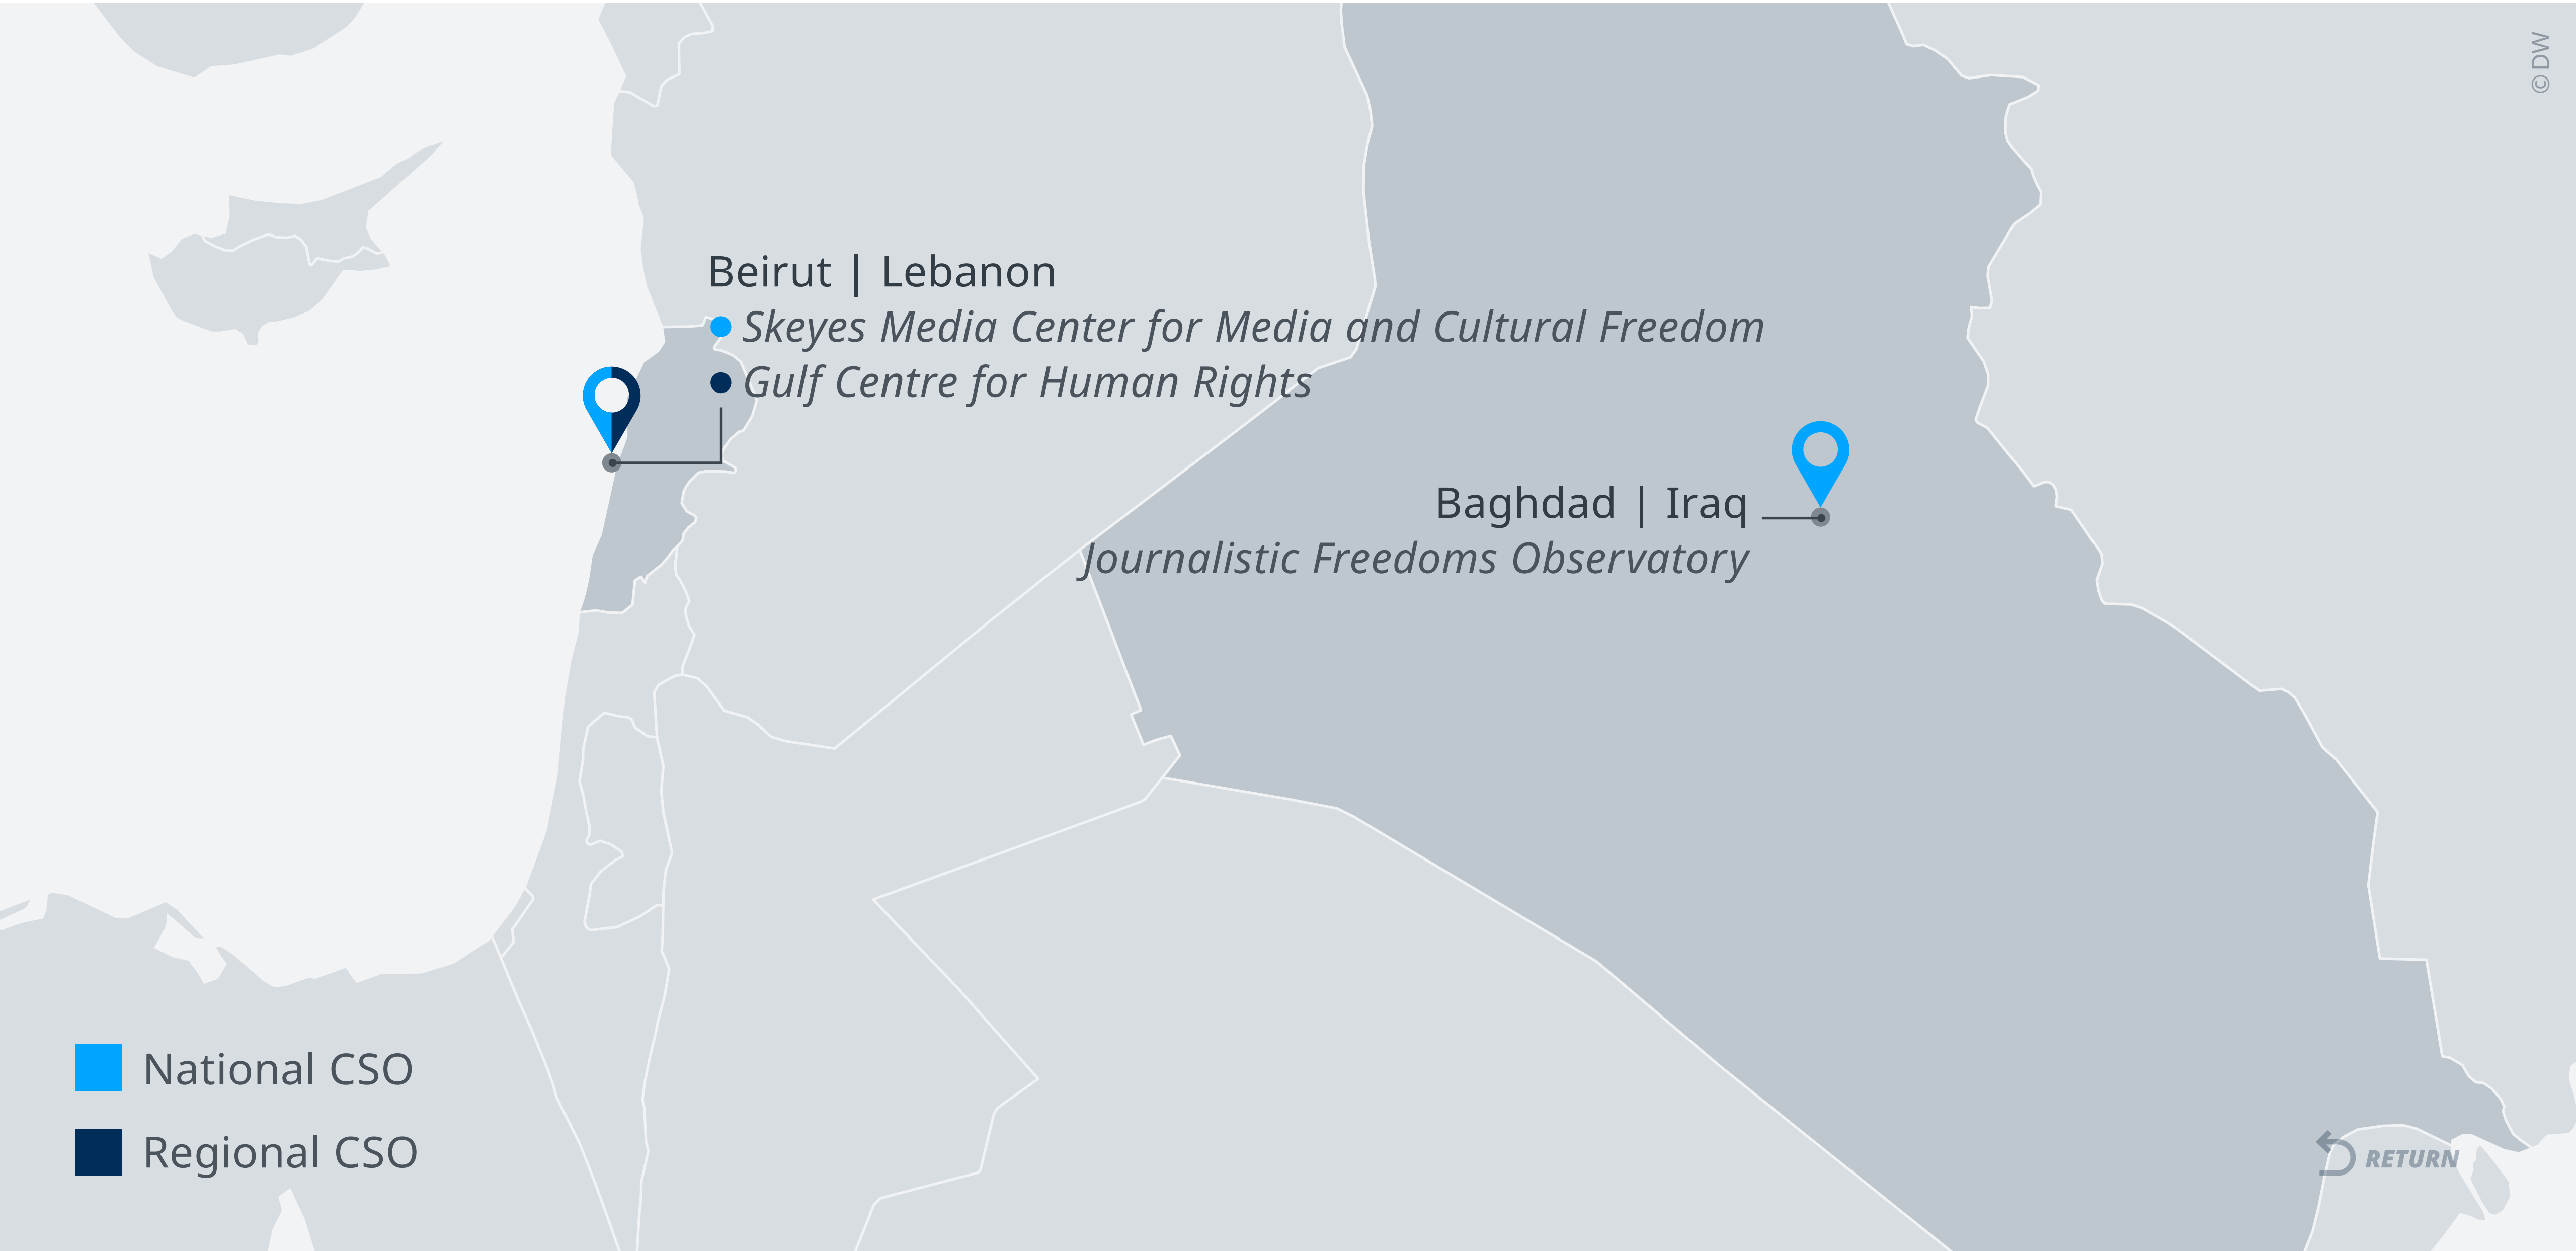 © DW
Beirut | Lebanon
Skeyes Media Center for Media and Cultural Freedom
Gulf Centre for Human Rights
Baghdad | Iraq
Journalistic Freedoms Observatory
National CSO
Regional CSO
RETURN